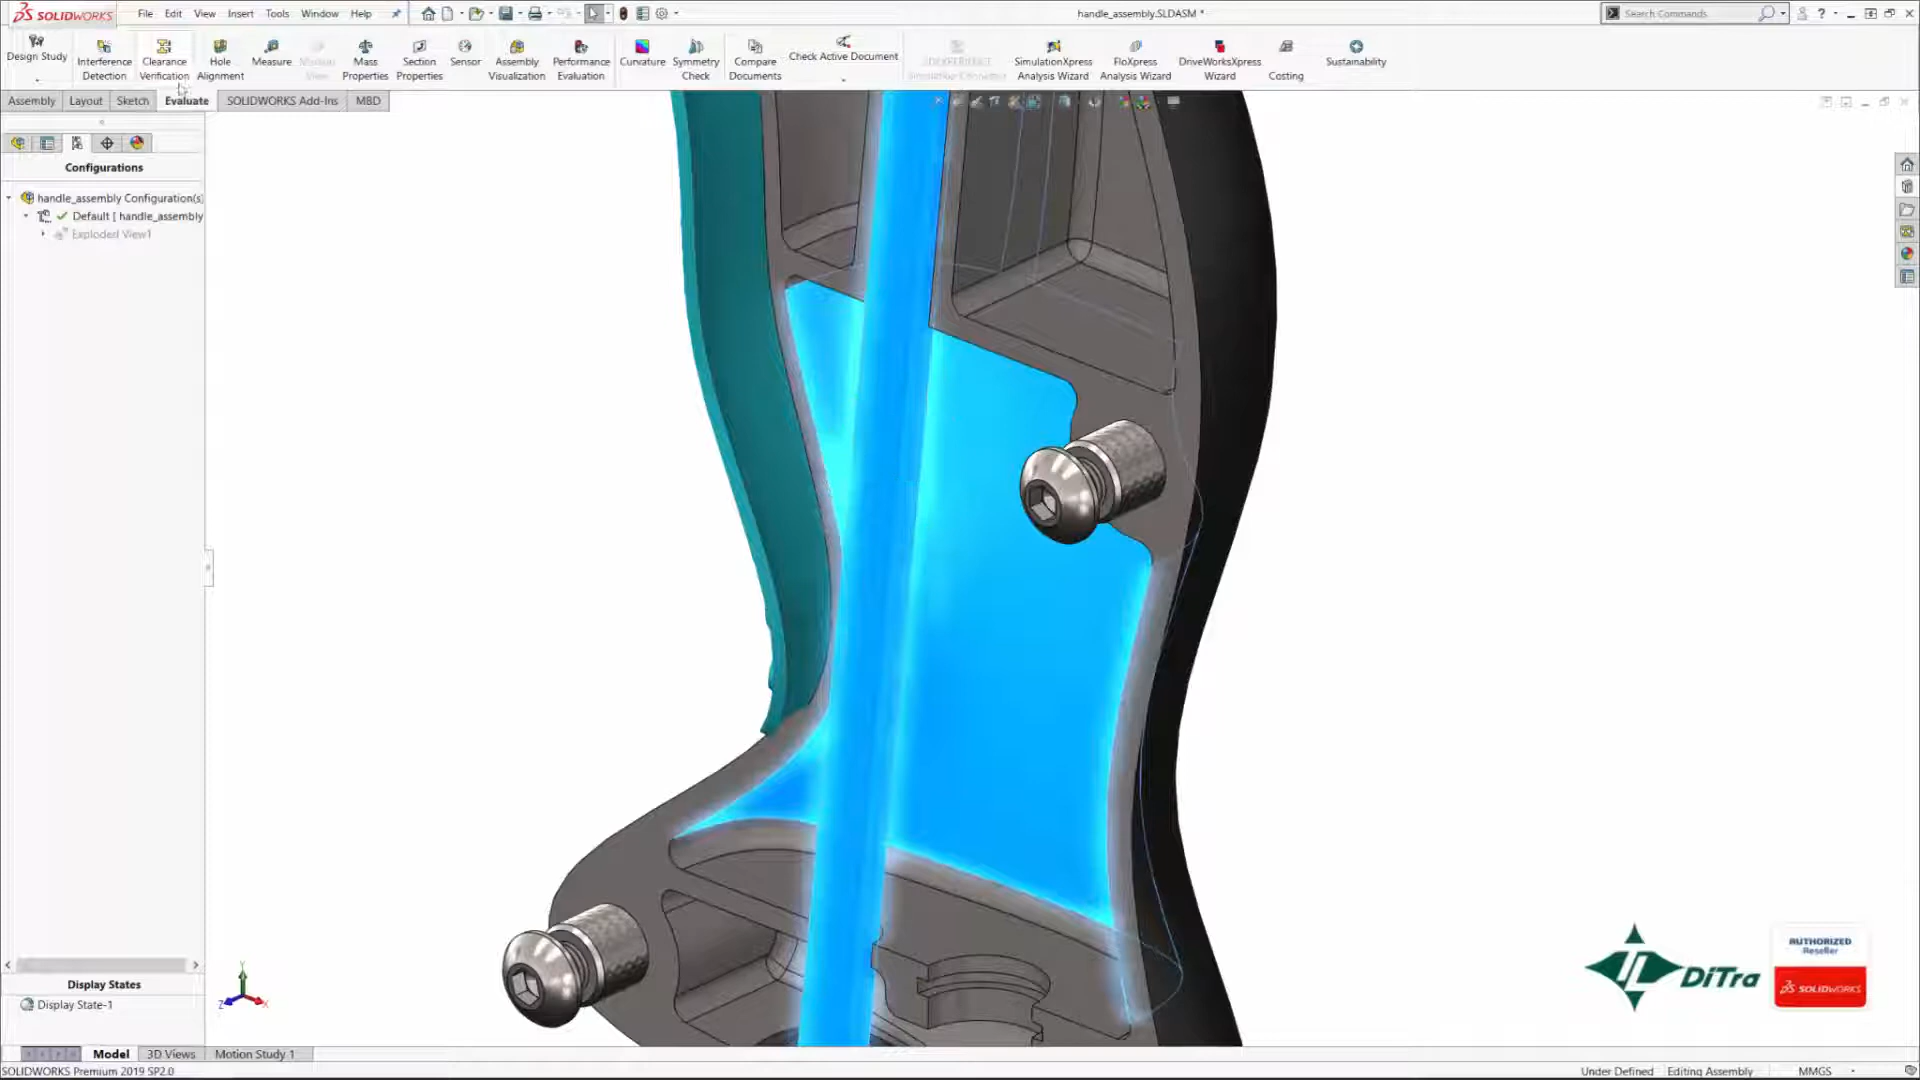 SOLIDWORKS
File Edit View Insert Tools Window Help
handle_assembly.SLDASM *
Search Commands
Design Study
Interference Detection
Clearance Verification
Hole Alignment
Measure
Mass Properties
Section Properties
Sensor
Assembly Visualization
Performance Evaluation
Curvature
Symmetry Check
Compare Documents
Check Active Document
SimulationXpress Analysis Wizard
FloXpress Analysis Wizard
DriveWorksXpress Wizard
Costing
Sustainability
Assembly Layout Sketch Evaluate SOLIDWORKS Add-Ins MBD
Configurations
handle_assembly Configuration(s)
Default [ handle_assembly
Exploded View1
AUTHORIZED
Reseller
DiTra
SOLIDWORKS
Display States
Display State-1
Model 3D Views Motion Study 1
SOLIDWORKS Premium 2019 SP2.0
Under Defined Editing Assembly MMGS